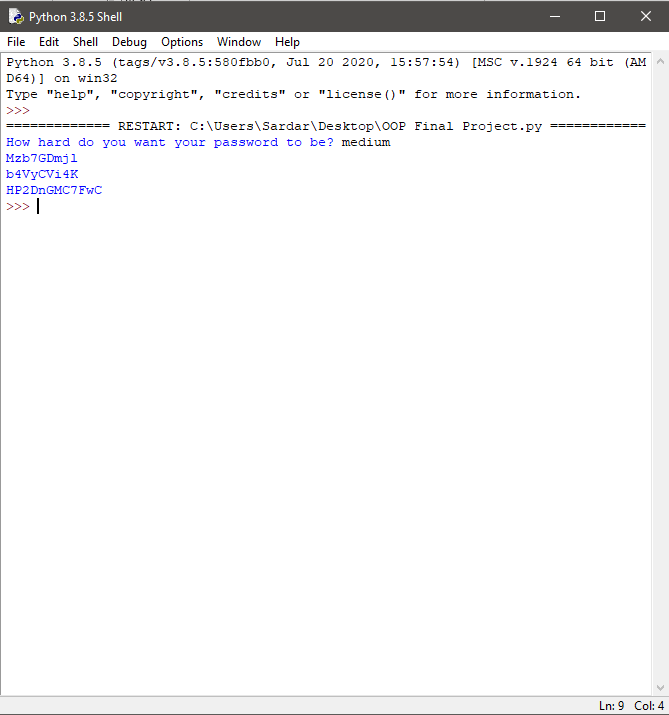 Python 3.8.5 Shell
File Edit Shell Debug Options Window Help
Python 3.8.5 (tags/v3.8.5:580fbb0, Jul 20 2020, 15:57:54) [MSC v.1924 64 bit (AM
D64)] on win32
Type "help", "copyright", "credits" or "license()" for more information.
>>>
============= RESTART: C:\Users\Sardar\Desktop\OOP Final Project.py ============
How hard do you want your password to be? medium
Mzb7GDmjl
b4VyCVi4K
HP2DnGMC7FwC
>>>
Ln: 9 Col: 4